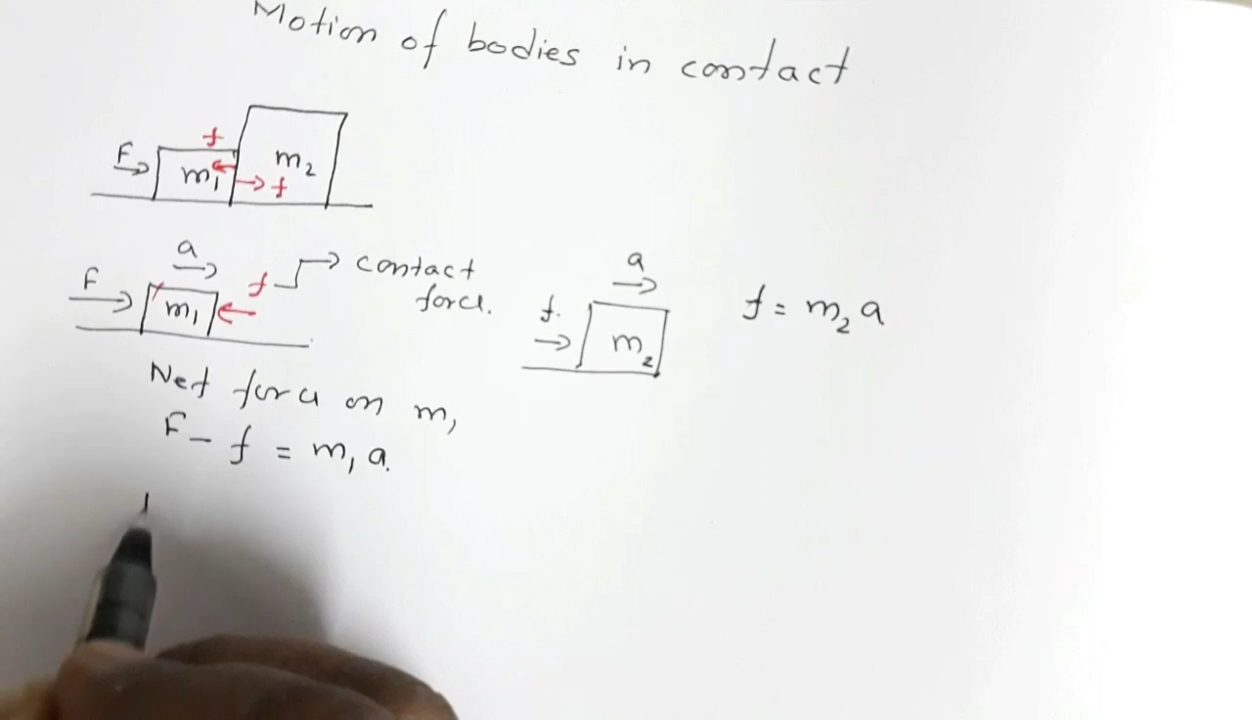 Motion of bodies in contact
F
f
m₁
m₂
f
a
F
m₁
f
contact
force.
a
f.
m₂
f = m₂ a
Net force on m₁
F - f = m₁ a.